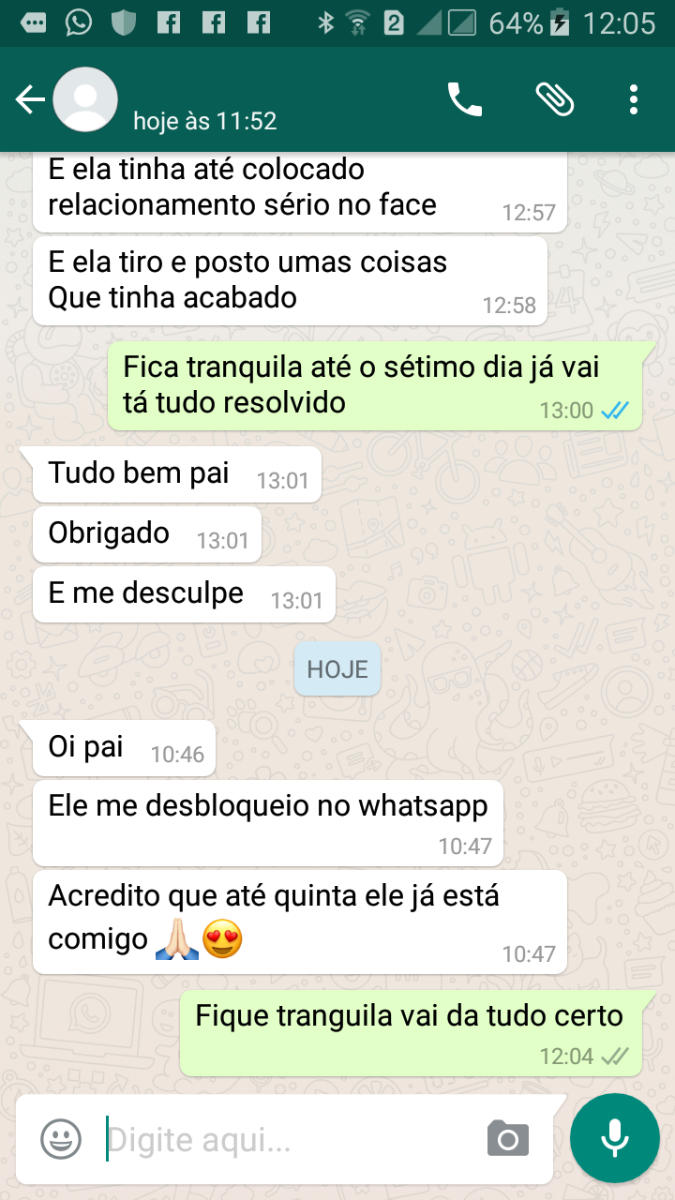 64% 12:05
hoje às 11:52
E ela tinha até colocado
relacionamento sério no face
12:57
E ela tiro e posto umas coisas
Que tinha acabado
12:58
Fica tranquila até o sétimo dia já vai
tá tudo resolvido
13:00
Tudo bem pai 13:01
Obrigado 13:01
E me desculpe 13:01
HOJE
Oi pai 10:46
Ele me desbloqueio no whatsapp
10:47
Acredito que até quinta ele já está
comigo 🙏🏻😍
10:47
Fique tranguila vai da tudo certo
12:04
Digite aqui...